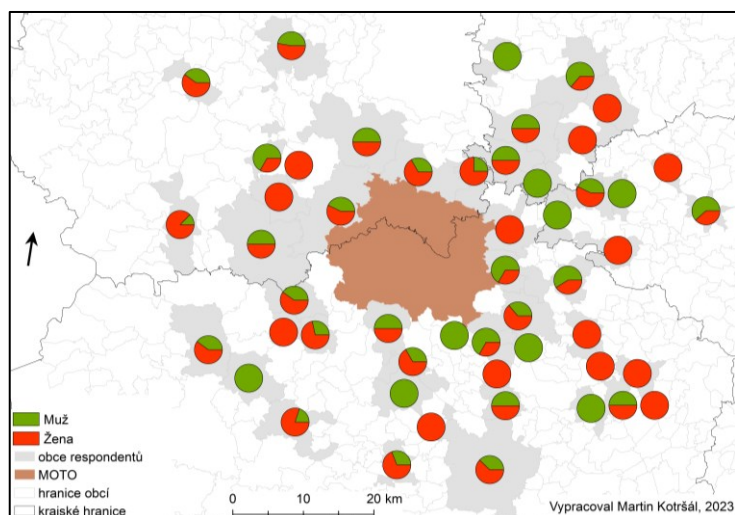 Muž
Žena
obce respondentů
MOTO
hranice obcí
krajské hranice
0 10 20 km
Vypracoval Martin Kotršál, 2023